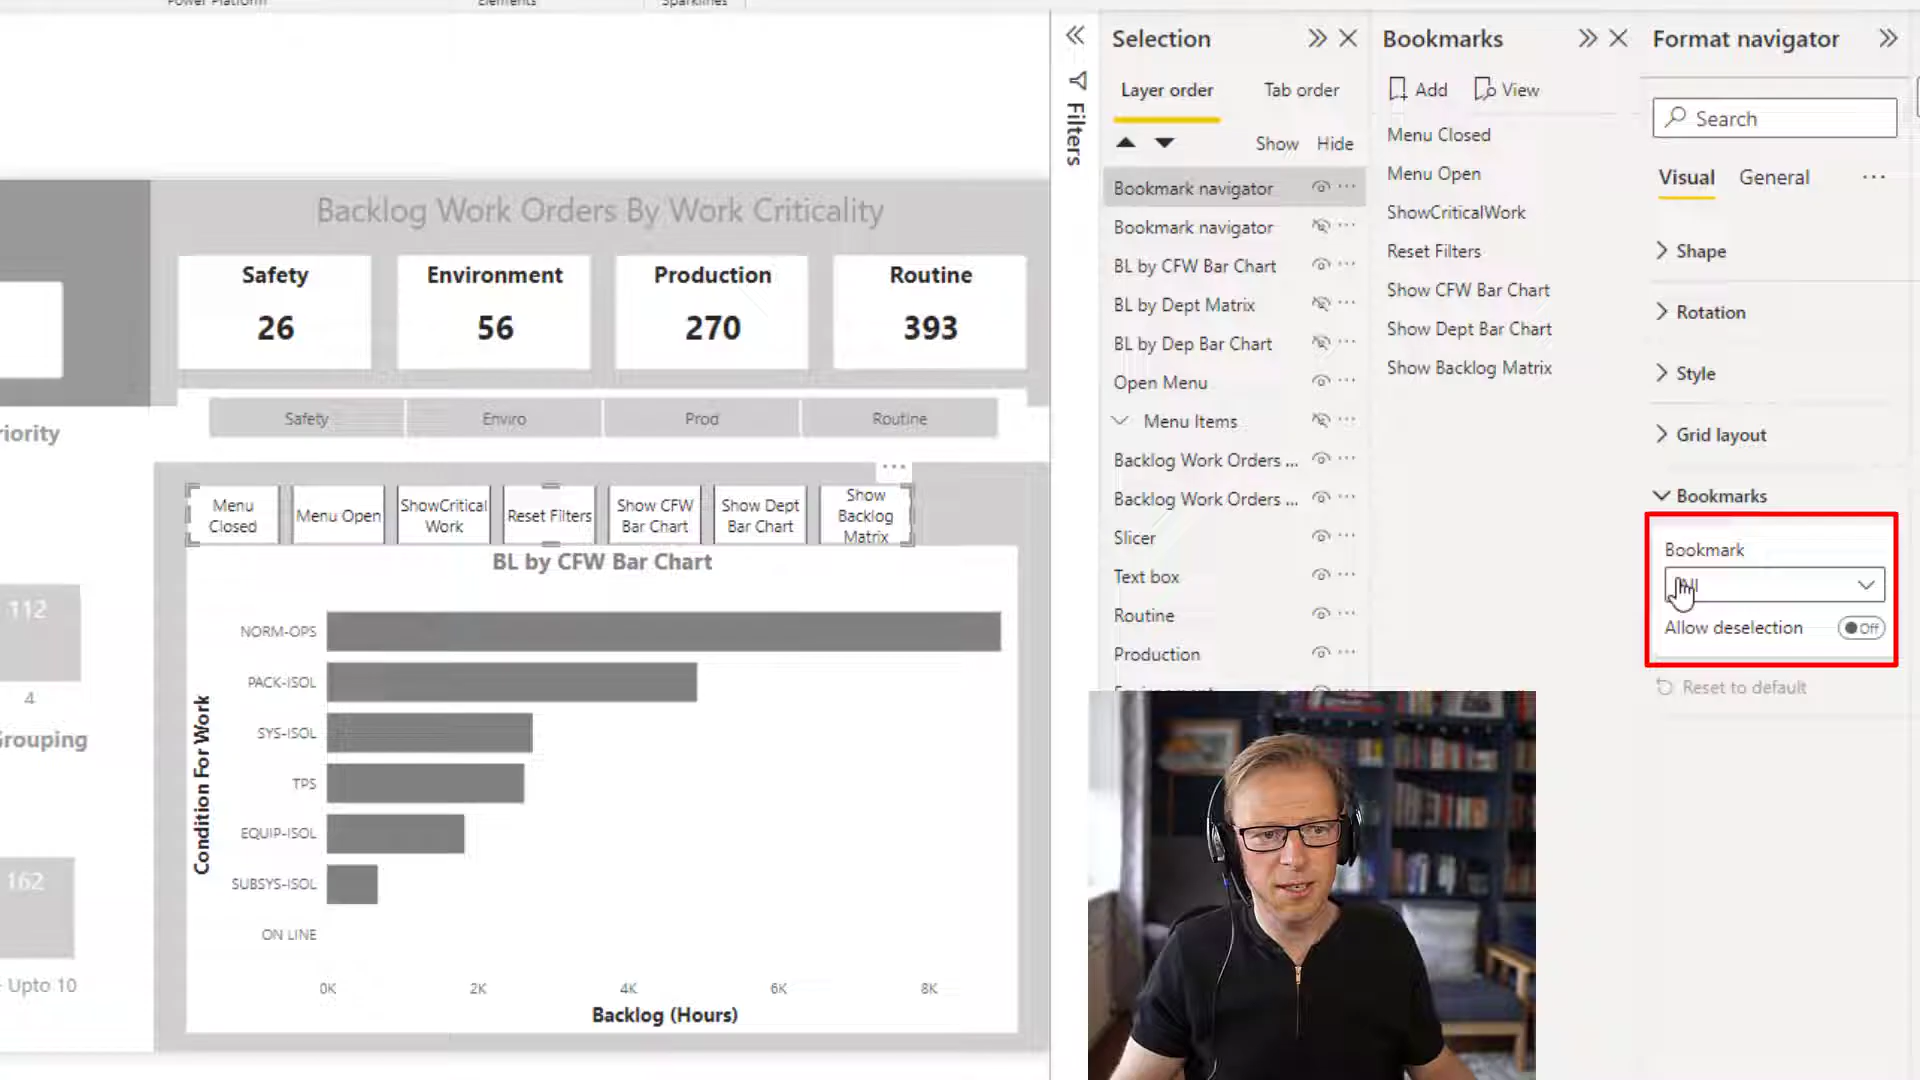 Power Platform
Elements
Sparklines
Selection
Bookmarks
Format navigator
Layer order
Tab order
Add
View
Search
Filters
Show
Hide
Visual
General
Bookmark navigator
Bookmark navigator
BL by CFW Bar Chart
BL by Dept Matrix
BL by Dep Bar Chart
Open Menu
Menu Items
Backlog Work Orders ...
Backlog Work Orders ...
Slicer
Text box
Routine
Production
Menu Closed
Menu Open
ShowCriticalWork
Reset Filters
Show CFW Bar Chart
Show Dept Bar Chart
Show Backlog Matrix
Shape
Rotation
Style
Grid layout
Bookmarks
Bookmark
Allow deselection
Off
Reset to default
Backlog Work Orders By Work Criticality
Safety
26
Environment
56
Production
270
Routine
393
Safety
Enviro
Prod
Routine
Menu
Closed
Menu Open
ShowCritical
Work
Reset Filters
Show CFW
Bar Chart
Show Dept
Bar Chart
Show
Backlog
Matrix
BL by CFW Bar Chart
Condition For Work
NORM-OPS
PACK-ISOL
SYS-ISOL
TPS
EQUIP-ISOL
SUBSYS-ISOL
ON LINE
0K
2K
4K
6K
8K
Backlog (Hours)
riority
112
4
Grouping
162
- Upto 10